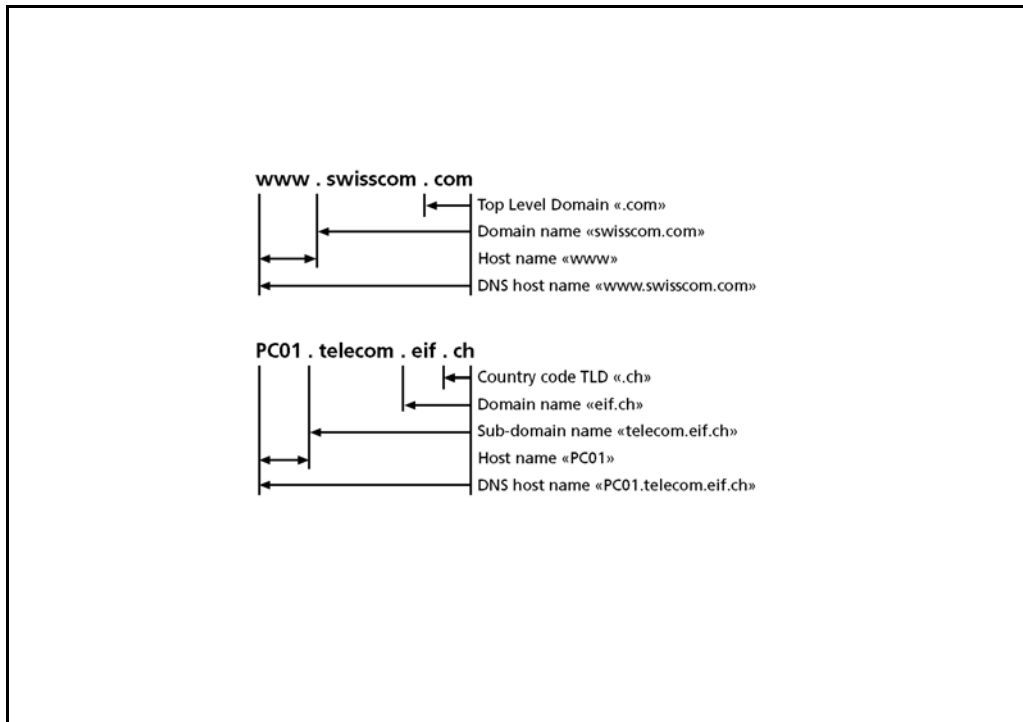 www . swisscom . com
Top Level Domain «.com»
Domain name «swisscom.com»
Host name «www»
DNS host name «www.swisscom.com»
PC01 . telecom . eif . ch
Country code TLD «.ch»
Domain name «eif.ch»
Sub-domain name «telecom.eif.ch»
Host name «PC01»
DNS host name «PC01.telecom.eif.ch»